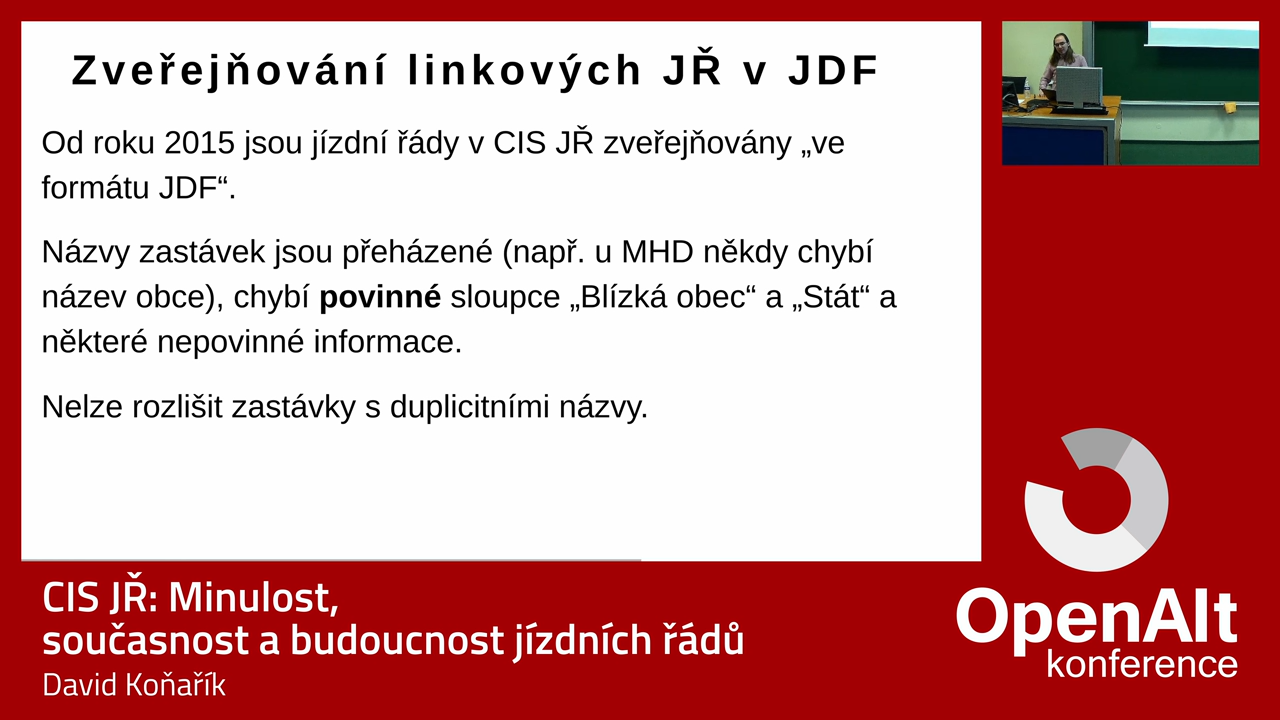 Zveřejňování linkových JŘ v JDF
Od roku 2015 jsou jízdní řády v CIS JŘ zveřejňovány „ve
formátu JDF“.
Názvy zastávek jsou přeházené (např. u MHD někdy chybí
název obce), chybí povinné sloupce „Blízká obec“ a „Stát“ a
některé nepovinné informace.
Nelze rozlišit zastávky s duplicitními názvy.
CIS JŘ: Minulost,
současnost a budoucnost jízdních řádů
David Koňařík
OpenAlt
konference